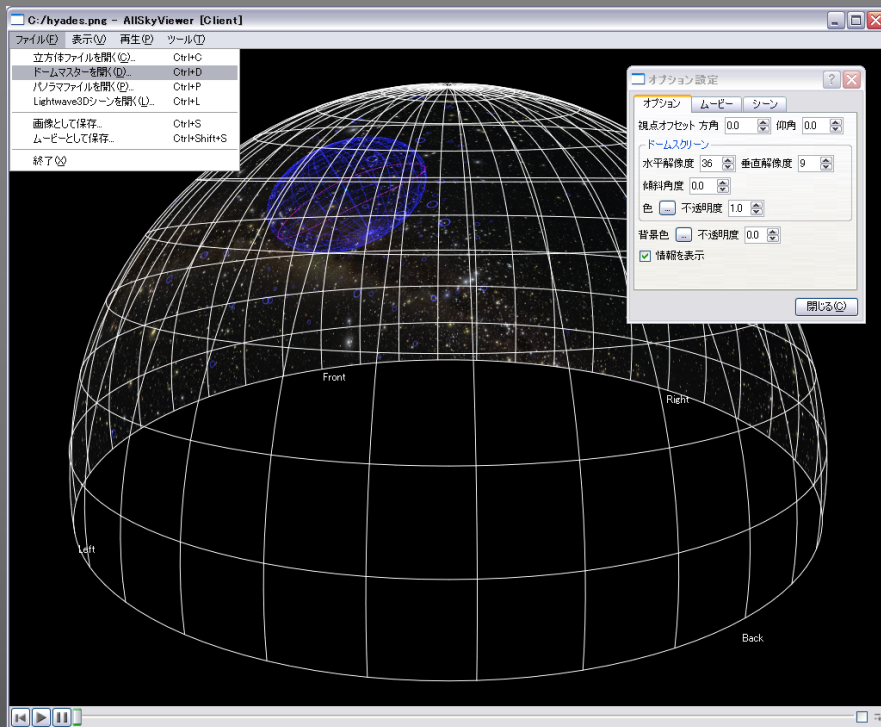 C:/hyades.png - AllSkyViewer [Client]
ファイル(F) 表示(V) 再生(P) ツール(T)
立方体ファイルを開く(C)... Ctrl+C
ドームマスターを開く(D)... Ctrl+D
パノラマファイルを開く(P)... Ctrl+P
Lightwave3Dシーンを開く(L)... Ctrl+L
画像として保存... Ctrl+S
ムービーとして保存... Ctrl+Shift+S
終了(X)
オプション設定
オプション ムービー シーン
視点オフセット 方角 0.0 仰角 0.0
ドームスクリーン
水平解像度 36 垂直解像度 9
傾斜角度 0.0
色 ... 不透明度 1.0
背景色 ... 不透明度 0.0
情報を表示
閉じる(C)
Front
Right
Left
Back